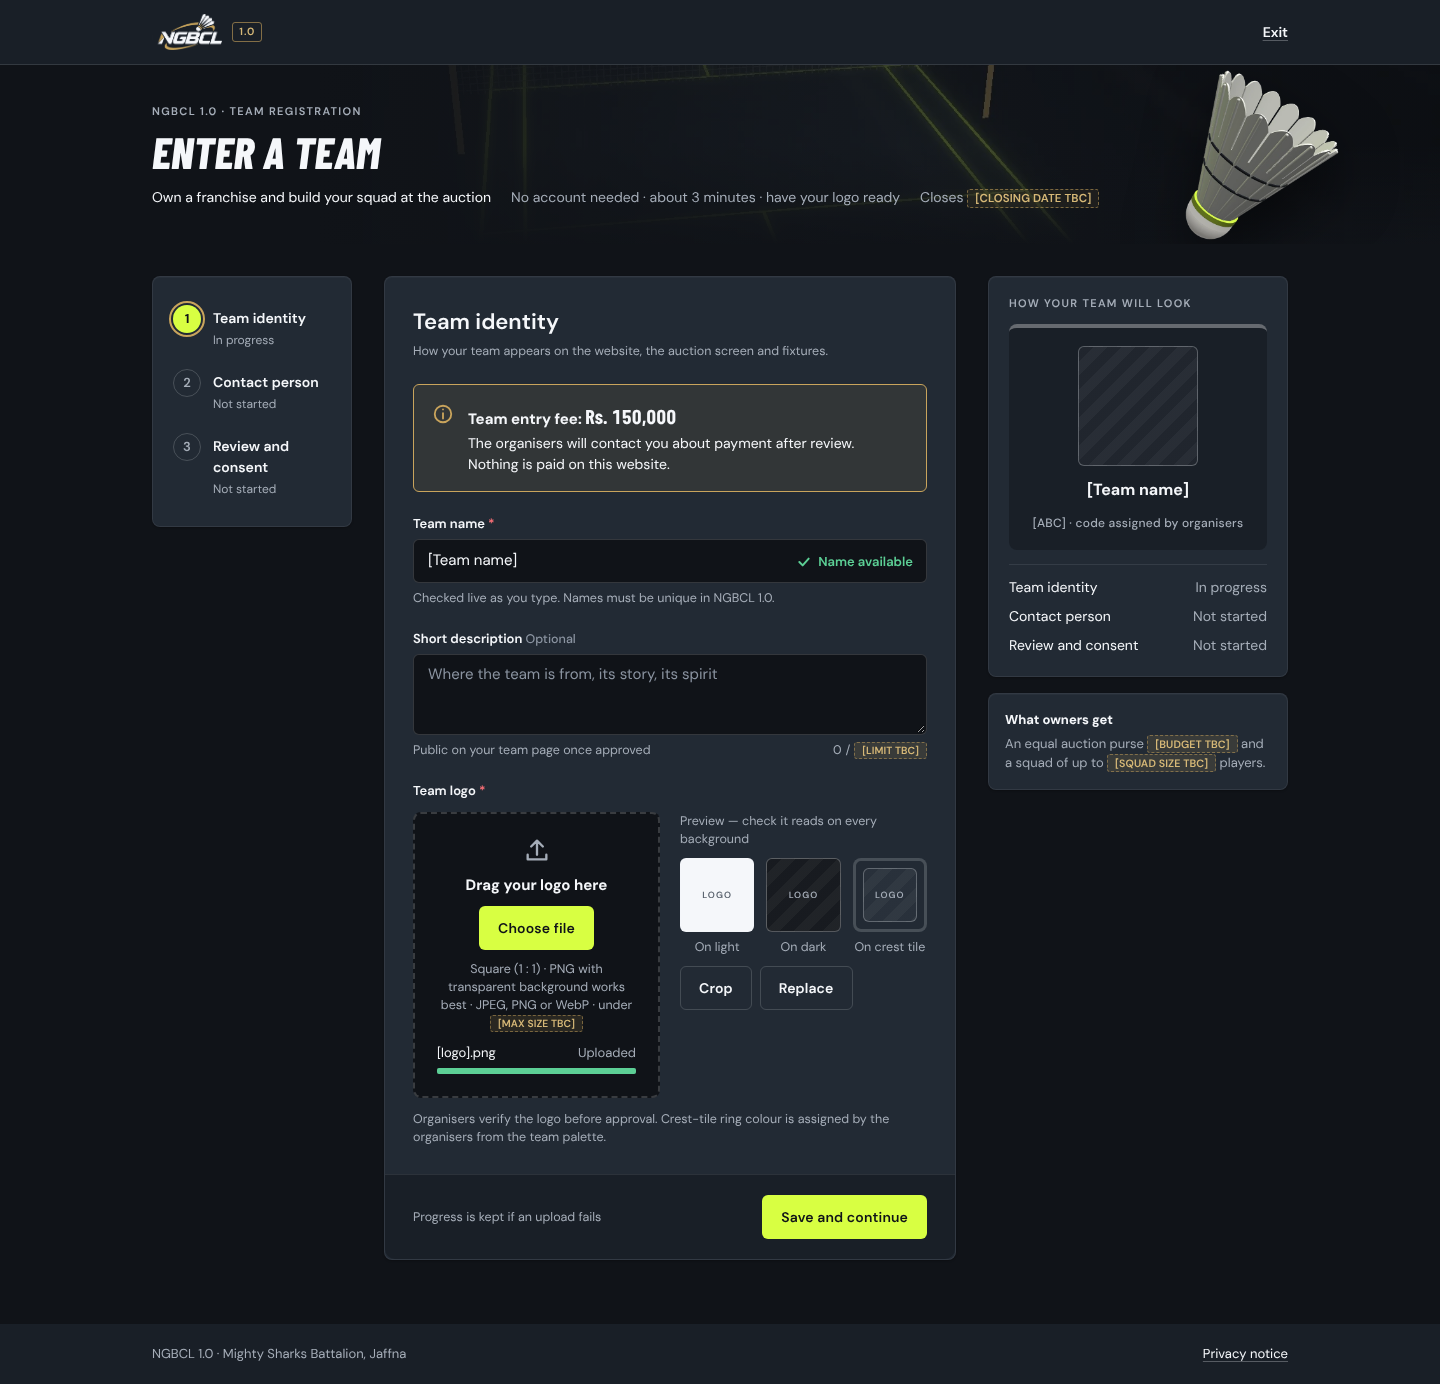 NGBCL
1.0
Exit
NGBCL 1.0 · TEAM REGISTRATION
ENTER A TEAM
Own a franchise and build your squad at the auction No account needed · about 3 minutes · have your logo ready Closes [CLOSING DATE TBC]
1
Team identity
In progress
2
Contact person
Not started
3
Review and
consent
Not started
Team identity
How your team appears on the website, the auction screen and fixtures.
Team entry fee: Rs. 150,000
The organisers will contact you about payment after review.
Nothing is paid on this website.
Team name *
[Team name]
Name available
Checked live as you type. Names must be unique in NGBCL 1.0.
Short description Optional
Where the team is from, its story, its spirit
Public on your team page once approved
0 / [LIMIT TBC]
Team logo *
Drag your logo here
Choose file
Square (1 : 1) · PNG with
transparent background works
best · JPEG, PNG or WebP · under
[MAX SIZE TBC]
[logo].png
Uploaded
Preview — check it reads on every
background
LOGO
LOGO
LOGO
On light
On dark
On crest tile
Crop
Replace
Organisers verify the logo before approval. Crest-tile ring colour is assigned by the
organisers from the team palette.
Progress is kept if an upload fails
Save and continue
HOW YOUR TEAM WILL LOOK
[Team name]
[ABC] · code assigned by organisers
Team identity In progress
Contact person Not started
Review and consent Not started
What owners get
An equal auction purse [BUDGET TBC] and
a squad of up to [SQUAD SIZE TBC] players.
NGBCL 1.0 · Mighty Sharks Battalion, Jaffna
Privacy notice